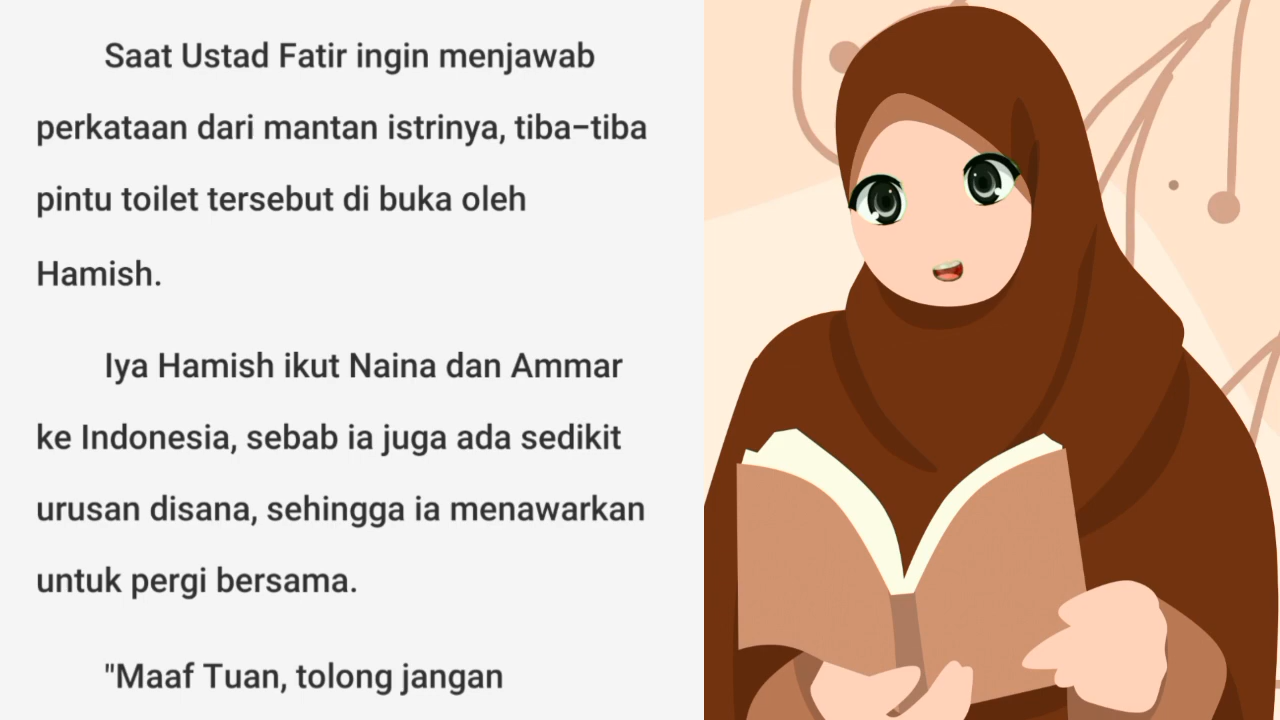 Saat Ustad Fatir ingin menjawab
perkataan dari mantan istrinya, tiba-tiba
pintu toilet tersebut di buka oleh
Hamish.
Iya Hamish ikut Naina dan Ammar
ke Indonesia, sebab ia juga ada sedikit
urusan disana, sehingga ia menawarkan
untuk pergi bersama.
"Maaf Tuan, tolong jangan